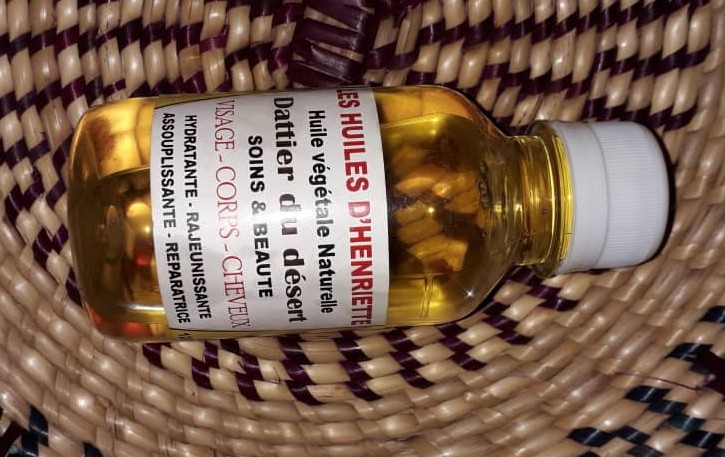 LES HUILES D'HENRIETTE
Huile végétale Naturelle
Dattier du désert
SOINS & BEAUTE
VISAGE - CORPS - CHEVEUX
HYDRATANTE - RAJEUNISSANTE
ASSOUPLISSANTE - REPARATRICE